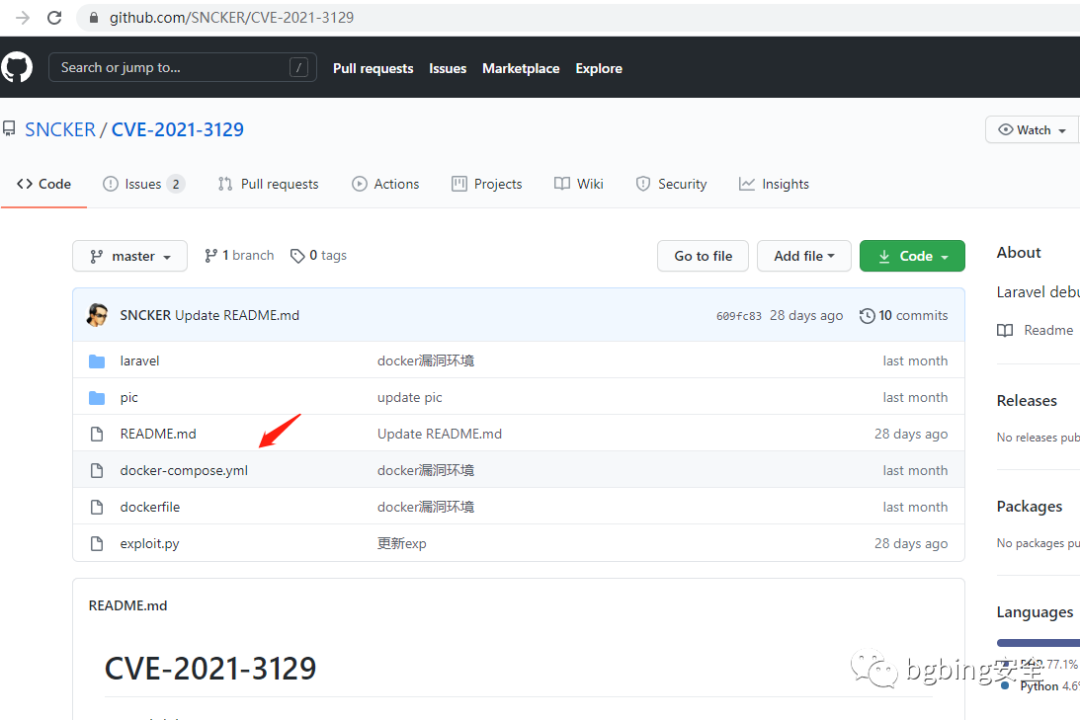 github.com/SNCKER/CVE-2021-3129
Search or jump to... / Pull requests Issues Marketplace Explore
SNCKER / CVE-2021-3129 Watch
Code Issues 2 Pull requests Actions Projects Wiki Security Insights
master 1 branch 0 tags Go to file Add file Code
About
Laravel debu
SNCKER Update README.md 609fc83 28 days ago 10 commits
Readme
laravel docker漏洞环境 last month
pic update pic last month
Releases
README.md Update README.md 28 days ago
No releases pub
docker-compose.yml docker漏洞环境 last month
dockerfile docker漏洞环境 last month
Packages
exploit.py 更新exp 28 days ago
No packages pu
README.md
Languages
CVE-2021-3129
PHP 77.1%
bgbing安全
Python 4.6%